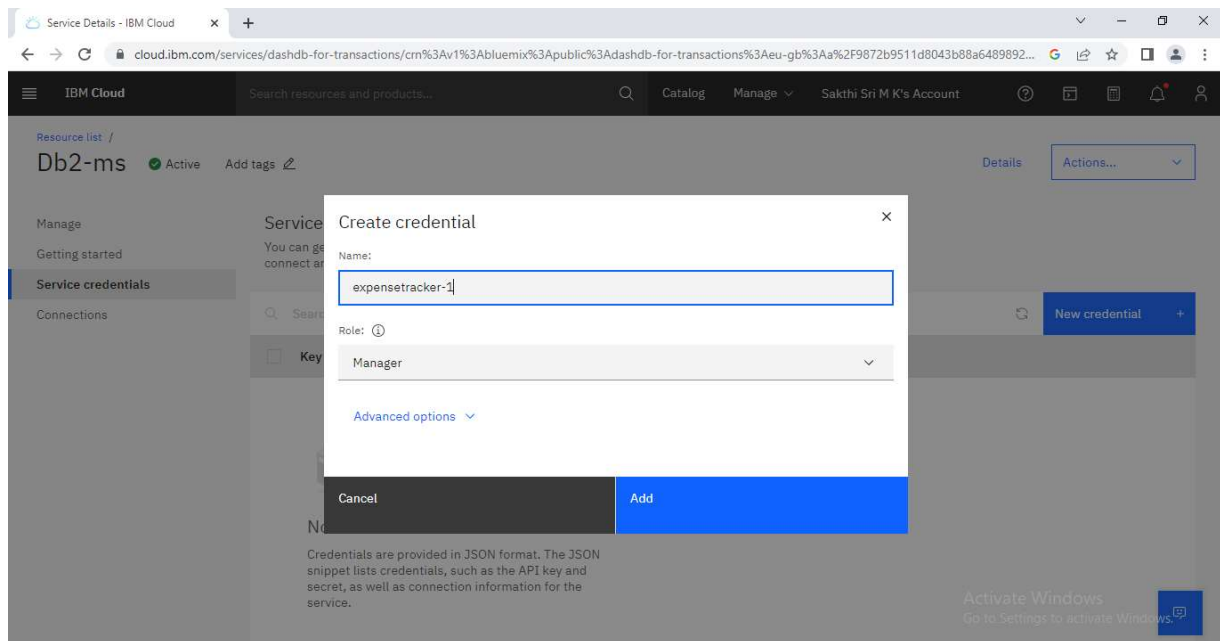 Service Details - IBM Cloud
cloud.ibm.com/services/dashdb-for-transactions/crn%3Av1%3Abluemix%3Apublic%3Adashdb-for-transactions%3Aeu-gb%3Aa%2F9872b9511d8043b88a6489892...
IBM Cloud Search resources and products... Catalog Manage Sakthi Sri M K's Account
Resource list /
Db2-ms Active Add tags Details Actions...
Manage
Getting started
Service credentials
Connections
Service
You can ge
connect ar
Sear
New credential +
Key
Create credential
Name:
expensetracker-1
Role:
Manager
Advanced options
Cancel Add
No
Credentials are provided in JSON format. The JSON
snippet lists credentials, such as the API key and
secret, as well as connection information for the
service.
Activate Windows
Go to Settings to activate Windows.